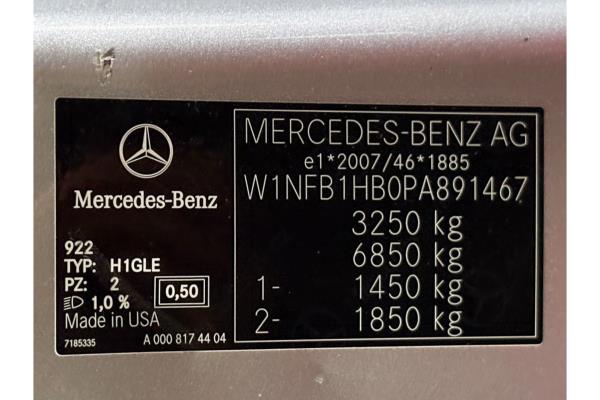 Mercedes-Benz
922
TYP: H1GLE
PZ: 2
1,0 %
0,50
Made in USA
7185335
A 000 817 44 04
MERCEDES-BENZ AG
e1*2007/46*1885
W1NFB1HB0PA891467
3250 kg
6850 kg
1- 1450 kg
2- 1850 kg